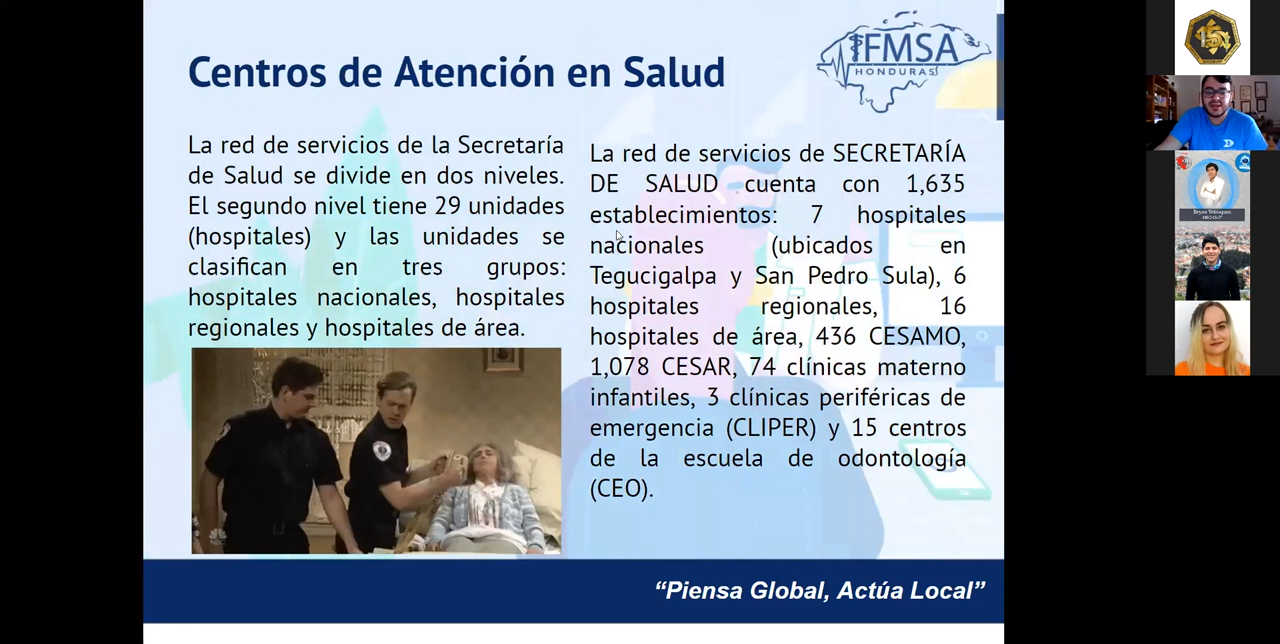 Centros de Atención en Salud
IFMSA
HONDURAS
La red de servicios de la Secretaría
de Salud se divide en dos niveles.
El segundo nivel tiene 29 unidades
(hospitales) y las unidades se
clasifican en tres grupos:
hospitales nacionales, hospitales
regionales y hospitales de área.
La red de servicios de SECRETARÍA
DE SALUD cuenta con 1,635
establecimientos: 7 hospitales
nacionales (ubicados en
Tegucigalpa y San Pedro Sula), 6
hospitales regionales, 16
hospitales de área, 436 CESAMO,
1,078 CESAR, 74 clínicas materno
infantiles, 3 clínicas periféricas de
emergencia (CLIPER) y 15 centros
de la escuela de odontología
(CEO).
NBC
“Piensa Global, Actúa Local”
Bryan Velásquez